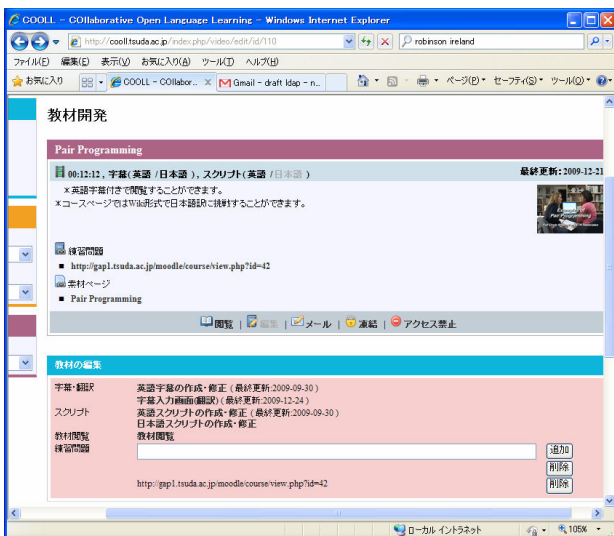 COOLL - COllaborative Open Language Learning - Windows Internet Explorer
http://cooll.tsuda.ac.jp/index.php/video/edit/id/110
robinson ireland
ファイル(F) 編集(E) 表示(V) お気に入り(A) ツール(T) ヘルプ(H)
お気に入り
COOLL - COllabor...
Gmail - draft ldap - n...
ページ(P) セーフティ(S) ツール(O)
教材開発
Pair Programming
00:12:12 , 字幕( 英語 / 日本語 ) , スクリプト( 英語 / 日本語 )
最終更新: 2009-12-21
*英語字幕付きで閲覧することができます。
*コースページではWiki形式で日本語訳に挑戦することができます。
Pair Programming
練習問題
■ http://gap1.tsuda.ac.jp/moodle/course/view.php?id=42
素材ページ
■ Pair Programming
閲覧 | 編集 | メール | 凍結 | アクセス禁止
教材の編集
字幕・翻訳
英語字幕の作成・修正 ( 最終更新:2009-09-30 )
字幕入力画面(翻訳) ( 最終更新:2009-12-24 )
スクリプト
英語スクリプトの作成・修正 ( 最終更新:2009-09-30 )
日本語スクリプトの作成・修正
教材閲覧
教材閲覧
練習問題
追加
削除
http://gap1.tsuda.ac.jp/moodle/course/view.php?id=42
削除
ローカル イントラネット
105%